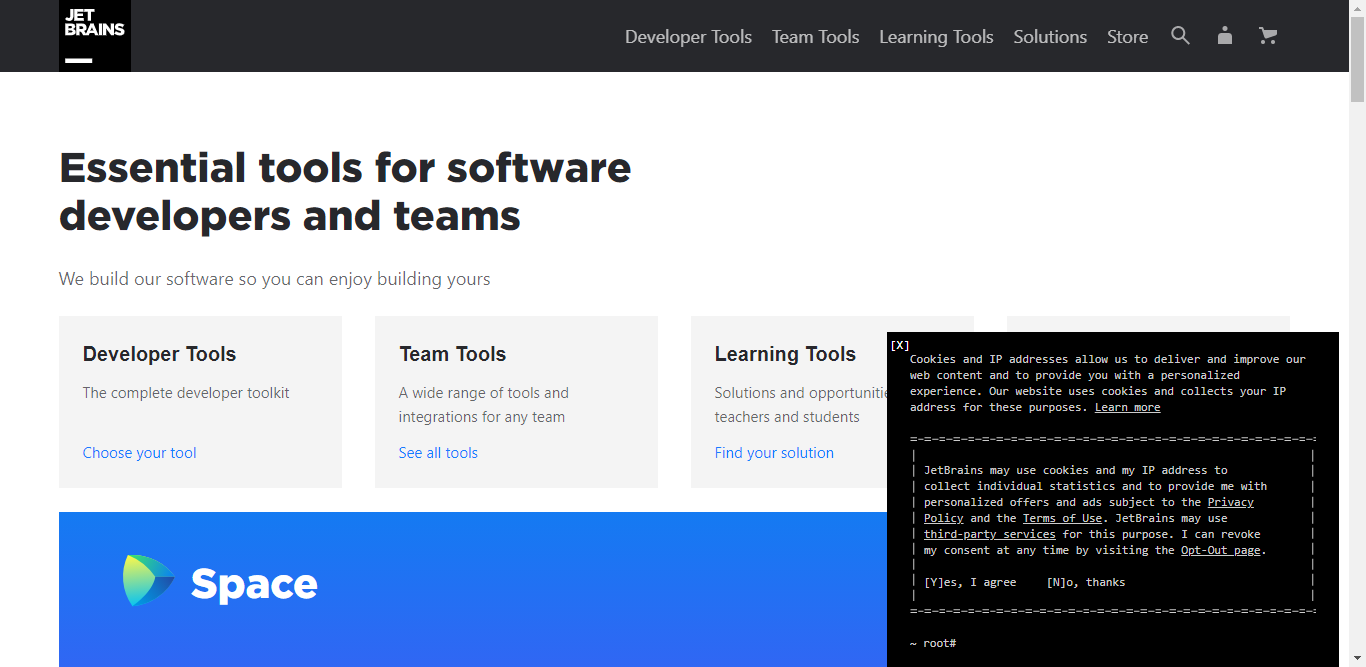 JET
BRAINS
Developer Tools Team Tools Learning Tools Solutions Store
Essential tools for software
developers and teams
We build our software so you can enjoy building yours
Developer Tools
The complete developer toolkit
Choose your tool
Team Tools
A wide range of tools and
integrations for any team
See all tools
Learning Tools
Solutions and
teachers and students
Find your solution
Space
[X]
Cookies and IP addresses allow us to deliver and improve our
web content and to provide you with a personalized
experience. Our website uses cookies and collects your IP
address for these purposes. Learn more
JetBrains may use cookies and my IP address to
collect individual statistics and to provide me with
personalized offers and ads subject to the Privacy
Policy and the Terms of Use. JetBrains may use
third-party services for this purpose. I can revoke
my consent at any time by visiting the Opt-Out page.
[Y]es, I agree [N]o, thanks
~ root#